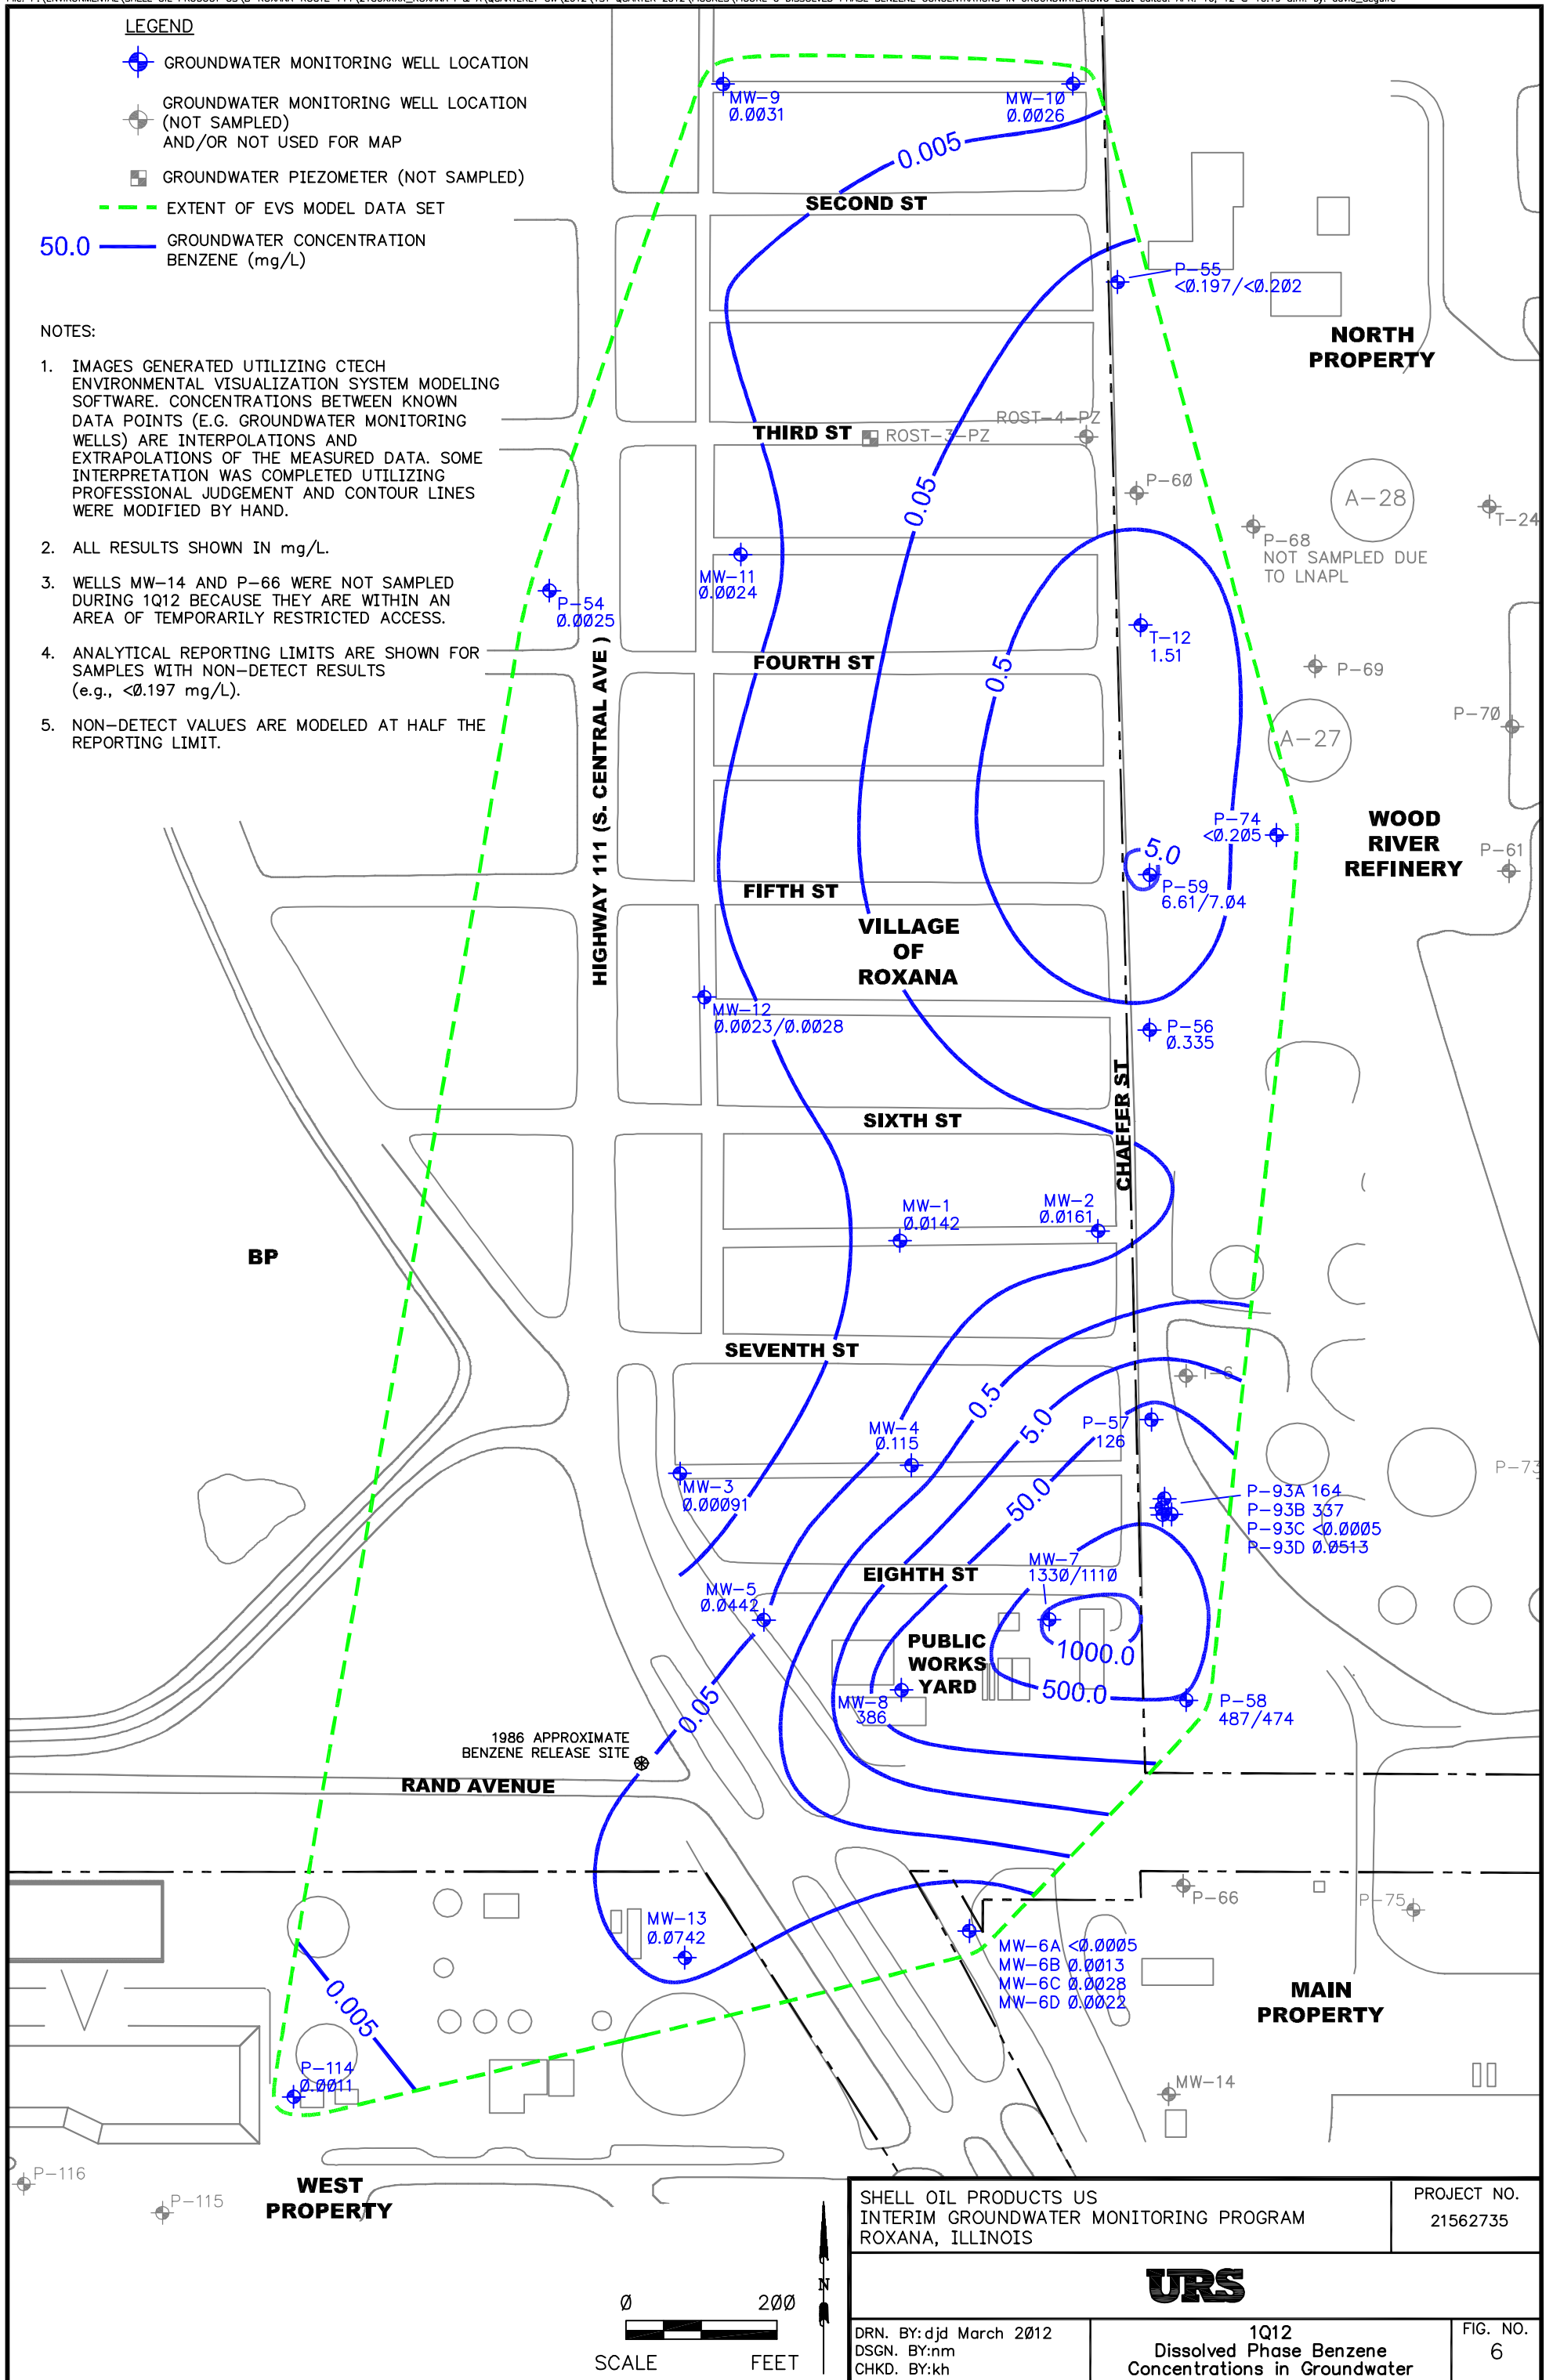 LEGEND
GROUNDWATER MONITORING WELL LOCATION
GROUNDWATER MONITORING WELL LOCATION
(NOT SAMPLED)
AND/OR NOT USED FOR MAP
GROUNDWATER PIEZOMETER (NOT SAMPLED)
EXTENT OF EVS MODEL DATA SET
50.0
GROUNDWATER CONCENTRATION
BENZENE (mg/L)
NOTES:
1. IMAGES GENERATED UTILIZING CTECH
ENVIRONMENTAL VISUALIZATION SYSTEM MODELING
SOFTWARE. CONCENTRATIONS BETWEEN KNOWN
DATA POINTS (E.G. GROUNDWATER MONITORING
WELLS) ARE INTERPOLATIONS AND
EXTRAPOLATIONS OF THE MEASURED DATA. SOME
INTERPRETATION WAS COMPLETED UTILIZING
PROFESSIONAL JUDGEMENT AND CONTOUR LINES
WERE MODIFIED BY HAND.
2. ALL RESULTS SHOWN IN mg/L.
3. WELLS MW-14 AND P-66 WERE NOT SAMPLED
DURING 1Q12 BECAUSE THEY ARE WITHIN AN
AREA OF TEMPORARILY RESTRICTED ACCESS.
4. ANALYTICAL REPORTING LIMITS ARE SHOWN FOR
SAMPLES WITH NON-DETECT RESULTS
(e.g., <0.197 mg/L).
5. NON-DETECT VALUES ARE MODELED AT HALF THE
REPORTING LIMIT.
MW-9
0.0031
MW-10
0.0026
0.005
SECOND ST
P-55
<0.197/<0.202
NORTH
PROPERTY
THIRD ST
ROST-3-PZ
ROST-4-PZ
0.05
P-60
A-28
T-24
P-68
NOT SAMPLED DUE
TO LNAPL
MW-11
0.0024
P-54
0.0025
T-12
1.51
FOURTH ST
0.5
P-69
P-70
A-27
HIGHWAY 111 (S. CENTRAL AVE )
P-74
<0.205
WOOD
RIVER
REFINERY
P-61
5.0
P-59
6.61/7.04
FIFTH ST
VILLAGE
OF
ROXANA
MW-12
0.0023/0.0028
P-56
0.335
CHAFFER ST
SIXTH ST
MW-1
0.0142
MW-2
0.0161
BP
SEVENTH ST
T-6
0.5
5.0
50.0
P-57
126
MW-4
0.115
MW-3
0.00091
P-73
P-93A 164
P-93B 337
P-93C <0.0005
P-93D 0.0513
EIGHTH ST
MW-7
1330/1110
MW-5
0.0442
PUBLIC
WORKS
YARD
1000.0
500.0
MW-8
386
P-58
487/474
0.05
1986 APPROXIMATE
BENZENE RELEASE SITE
RAND AVENUE
P-66
P-75
MW-13
0.0742
MW-6A <0.0005
MW-6B 0.0013
MW-6C 0.0028
MW-6D 0.0022
MAIN
PROPERTY
0.005
P-114
0.0011
MW-14
P-116
P-115
WEST
PROPERTY
N
0 200
SCALE FEET
SHELL OIL PRODUCTS US
INTERIM GROUNDWATER MONITORING PROGRAM
ROXANA, ILLINOIS
PROJECT NO.
21562735
URS
DRN. BY:djd March 2012
DSGN. BY:nm
CHKD. BY:kh
1Q12
Dissolved Phase Benzene
Concentrations in Groundwater
FIG. NO.
6